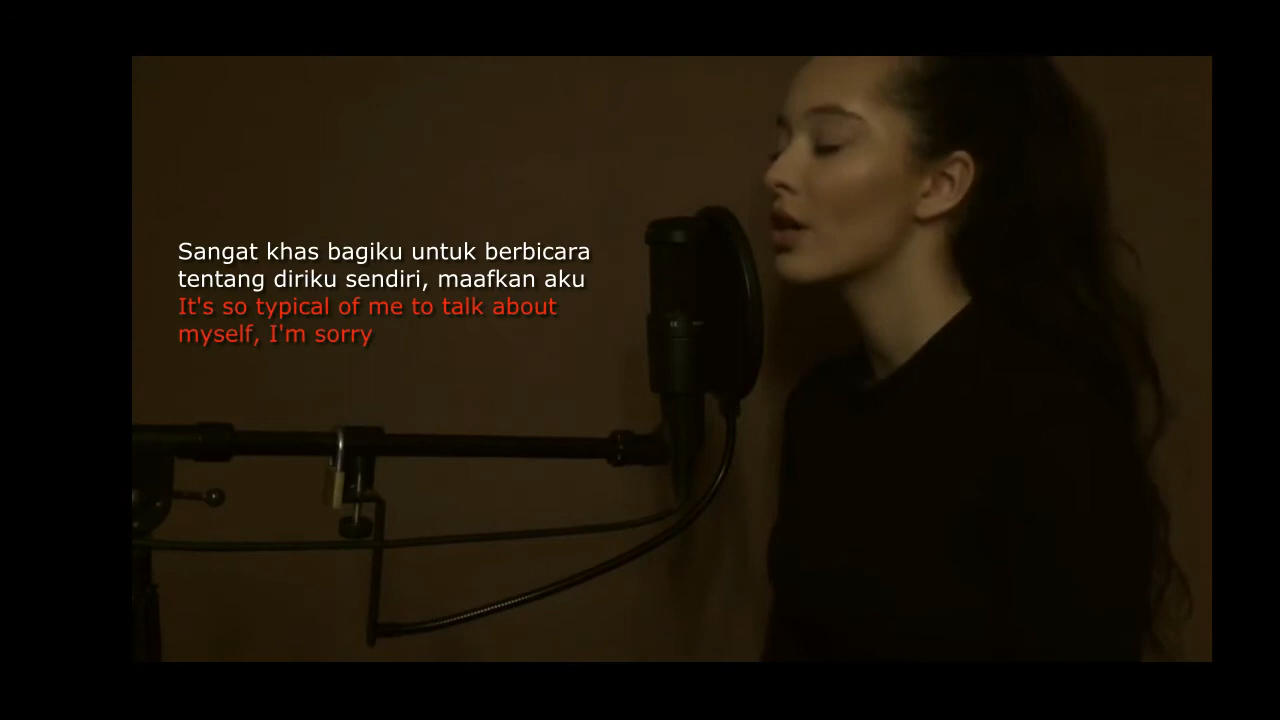 Sangat khas bagiku untuk berbicara
tentang diriku sendiri, maafkan aku
It's so typical of me to talk about
myself, I'm sorry